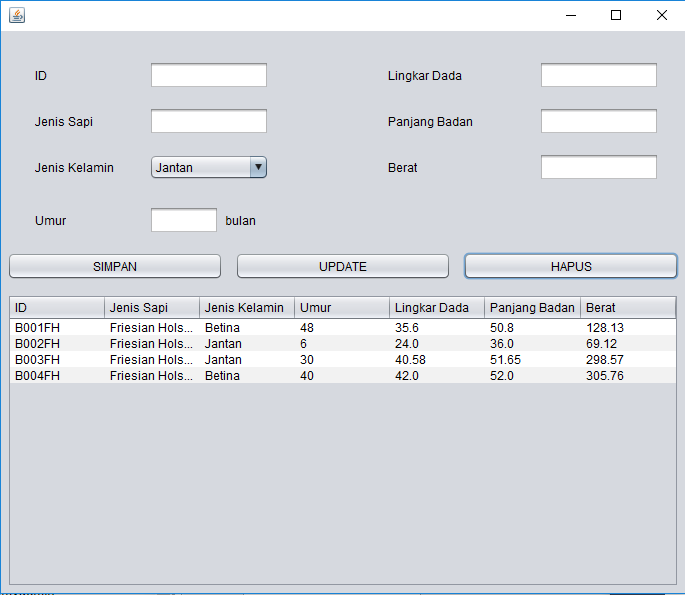 ID
Lingkar Dada
Jenis Sapi
Panjang Badan
Jenis Kelamin Jantan
Berat
Umur bulan
SIMPAN UPDATE HAPUS
ID Jenis Sapi Jenis Kelamin Umur Lingkar Dada Panjang Badan Berat
B001FH Friesian Hols... Betina 48 35.6 50.8 128.13
B002FH Friesian Hols... Jantan 6 24.0 36.0 69.12
B003FH Friesian Hols... Jantan 30 40.58 51.65 298.57
B004FH Friesian Hols... Betina 40 42.0 52.0 305.76